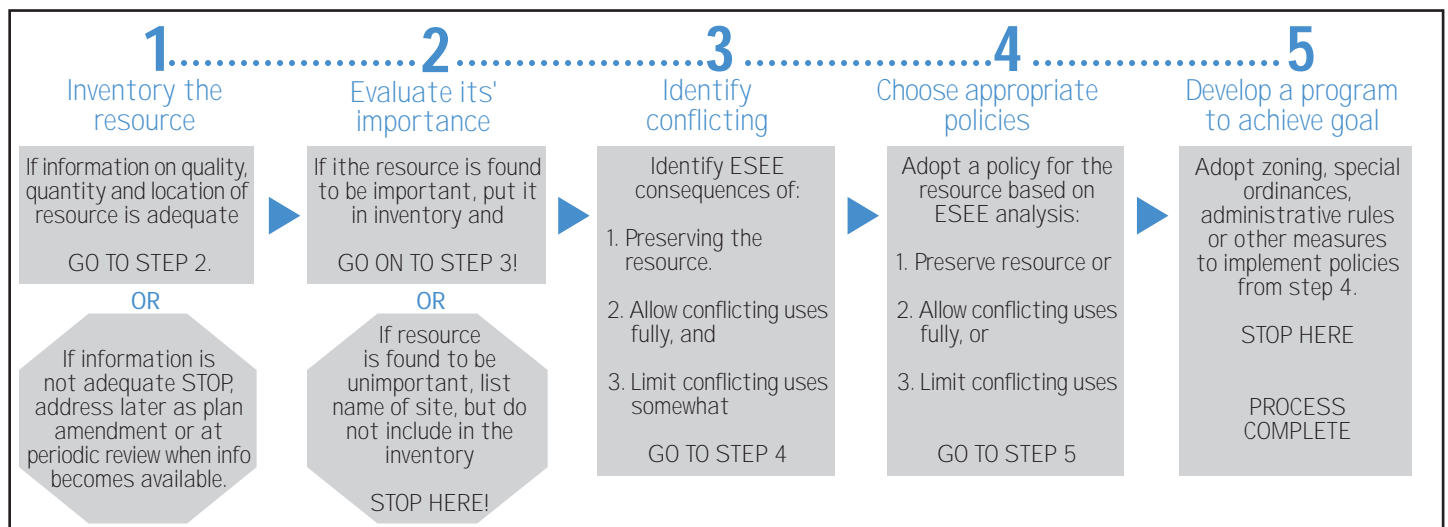 1
Inventory the
resource
If information on quality,
quantity and location of
resource is adequate
GO TO STEP 2.
OR
If information is
not adequate STOP,
address later as plan
amendment or at
periodic review when info
becomes available.
2
Evaluate its'
importance
If ithe resource is found
to be important, put it
in inventory and
GO ON TO STEP 3!
OR
If resource
is found to be
unimportant, list
name of site, but do
not include in the
inventory
STOP HERE!
3
Identify
conflicting
Identify ESEE
consequences of:
1. Preserving the
resource.
2. Allow conflicting uses
fully, and
3. Limit conflicting uses
somewhat
GO TO STEP 4
4
Choose appropriate
policies
Adopt a policy for the
resource based on
ESEE analysis:
1. Preserve resource or
2. Allow conflicting uses
fully, or
3. Limit conflicting uses
GO TO STEP 5
5
Develop a program
to achieve goal
Adopt zoning, special
ordinances,
administrative rules
or other measures
to implement policies
from step 4.
STOP HERE
PROCESS
COMPLETE